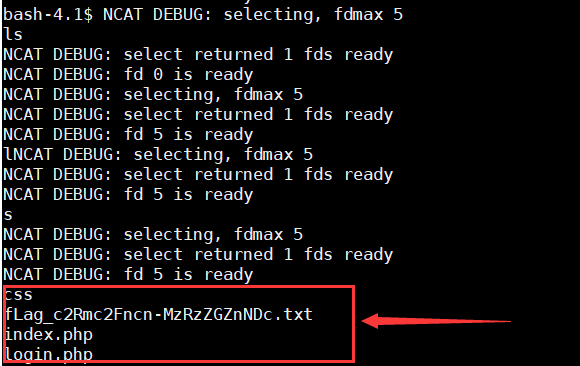 bash-4.1$ NCAT DEBUG: selecting, fdmax 5
ls
NCAT DEBUG: select returned 1 fds ready
NCAT DEBUG: fd 0 is ready
NCAT DEBUG: selecting, fdmax 5
NCAT DEBUG: select returned 1 fds ready
NCAT DEBUG: fd 5 is ready
lNCAT DEBUG: selecting, fdmax 5
NCAT DEBUG: select returned 1 fds ready
NCAT DEBUG: fd 5 is ready
s
NCAT DEBUG: selecting, fdmax 5
NCAT DEBUG: select returned 1 fds ready
NCAT DEBUG: fd 5 is ready
css
fLag_c2Rmc2Fncn-MzRzZGZnNDc.txt
index.php
login.php